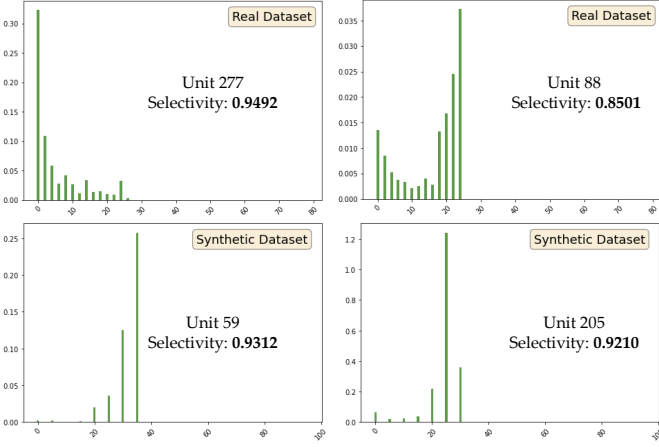 Real Dataset
Unit 277
Selectivity: 0.9492
0.30
0.25
0.20
0.15
0.10
0.05
0.00
0 10 20 30 40 50 60 70 80
Real Dataset
Unit 88
Selectivity: 0.8501
0.035
0.030
0.025
0.020
0.015
0.010
0.005
0.000
0 10 20 30 40 50 60 70 80
Synthetic Dataset
Unit 59
Selectivity: 0.9312
0.25
0.20
0.15
0.10
0.05
0.00
0 20 40 60 80 100
Synthetic Dataset
Unit 205
Selectivity: 0.9210
1.2
1.0
0.8
0.6
0.4
0.2
0.0
0 20 40 60 80 100